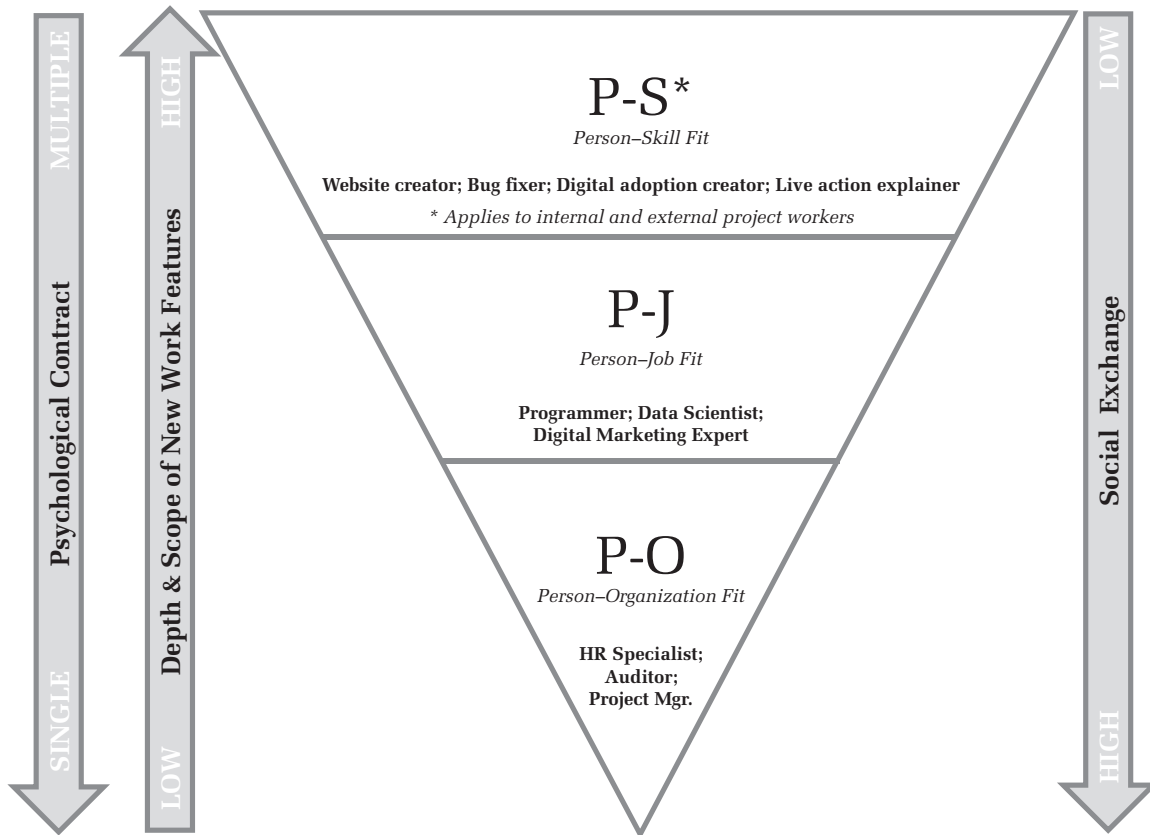 MULTIPLE
Psychological Contract
SINGLE
HIGH
Depth & Scope of New Work Features
LOW
P-S*
Person–Skill Fit
Website creator; Bug fixer; Digital adoption creator; Live action explainer
* Applies to internal and external project workers
P-J
Person–Job Fit
Programmer; Data Scientist;
Digital Marketing Expert
P-O
Person–Organization Fit
HR Specialist;
Auditor;
Project Mgr.
LOW
Social Exchange
HIGH